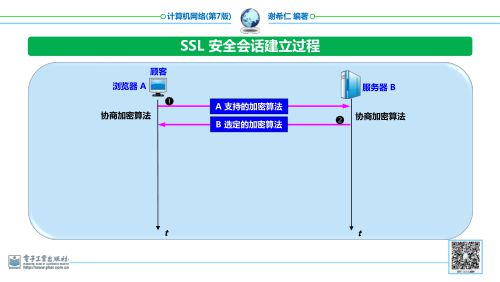 计算机网络(第7版) 谢希仁 编著
SSL 安全会话建立过程
顾客
浏览器 A
服务器 B
❶
A 支持的加密算法
协商加密算法
协商加密算法
B 选定的加密算法
❷
t
t
电子工业出版社
http://www.phei.com.cn